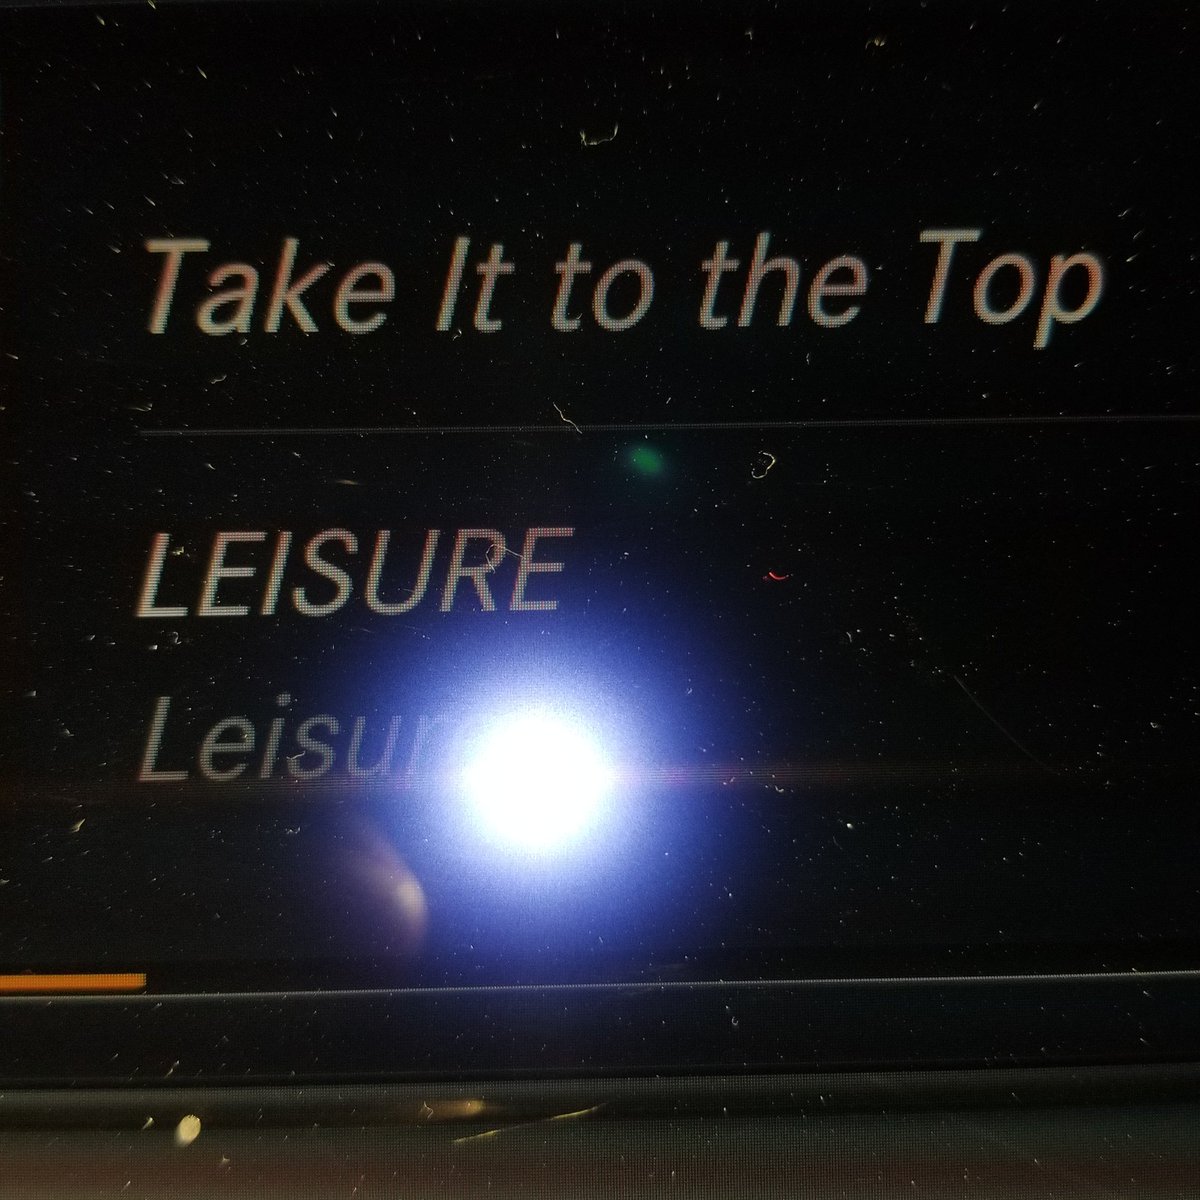 Take It to the Top
LEISURE